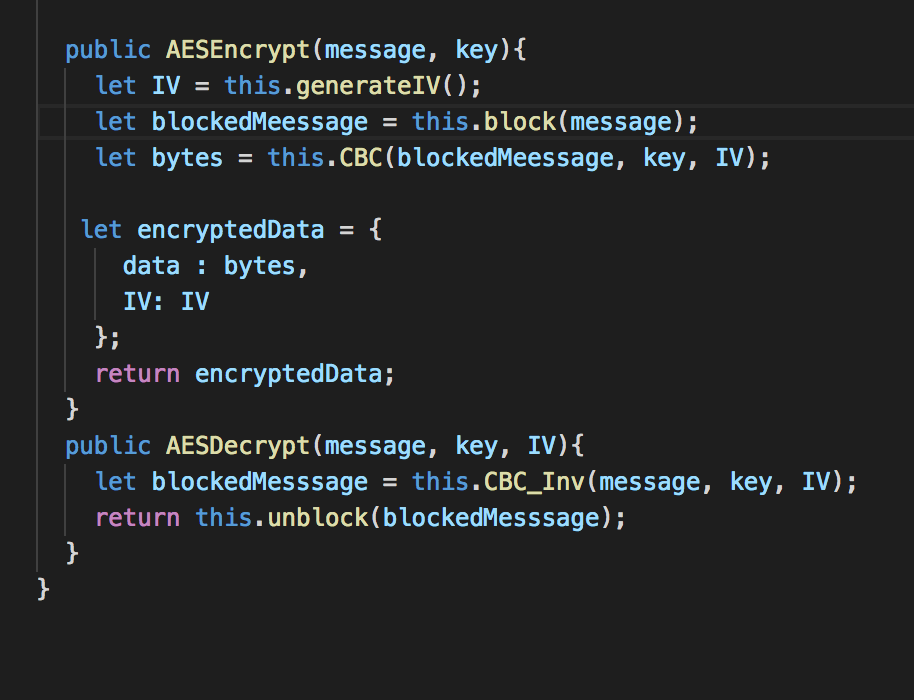 public AESEncrypt(message, key){
let IV = this.generateIV();
let blockedMeessage = this.block(message);
let bytes = this.CBC(blockedMeessage, key, IV);
let encryptedData = {
data : bytes,
IV: IV
};
return encryptedData;
}
public AESDecrypt(message, key, IV){
let blockedMesssage = this.CBC_Inv(message, key, IV);
return this.unblock(blockedMesssage);
}
}